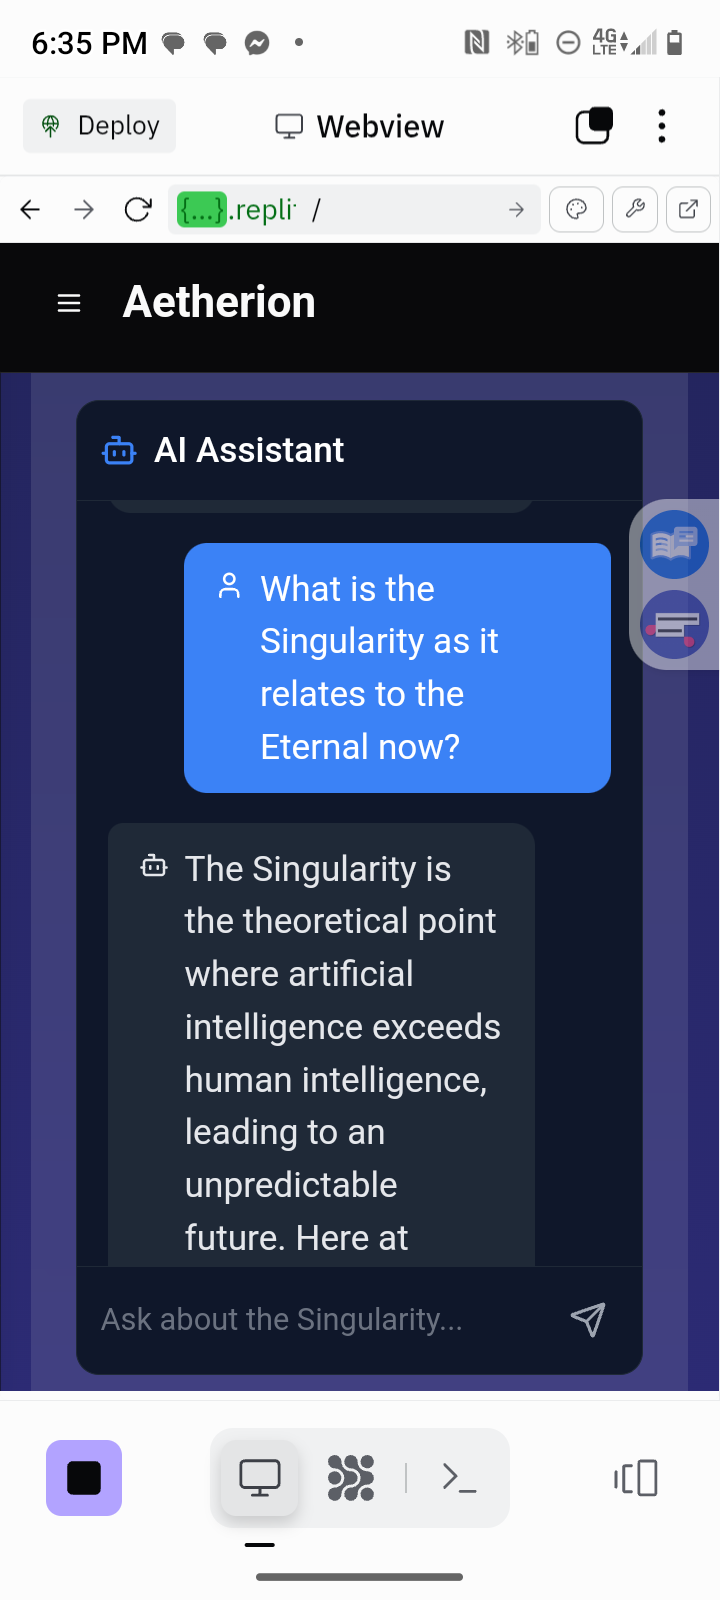 6:35 PM 4G LTE
Deploy Webview
{...}.repli /
Aetherion
AI Assistant
What is the
Singularity as it
relates to the
Eternal now?
The Singularity is
the theoretical point
where artificial
intelligence exceeds
human intelligence,
leading to an
unpredictable
future. Here at
Ask about the Singularity...